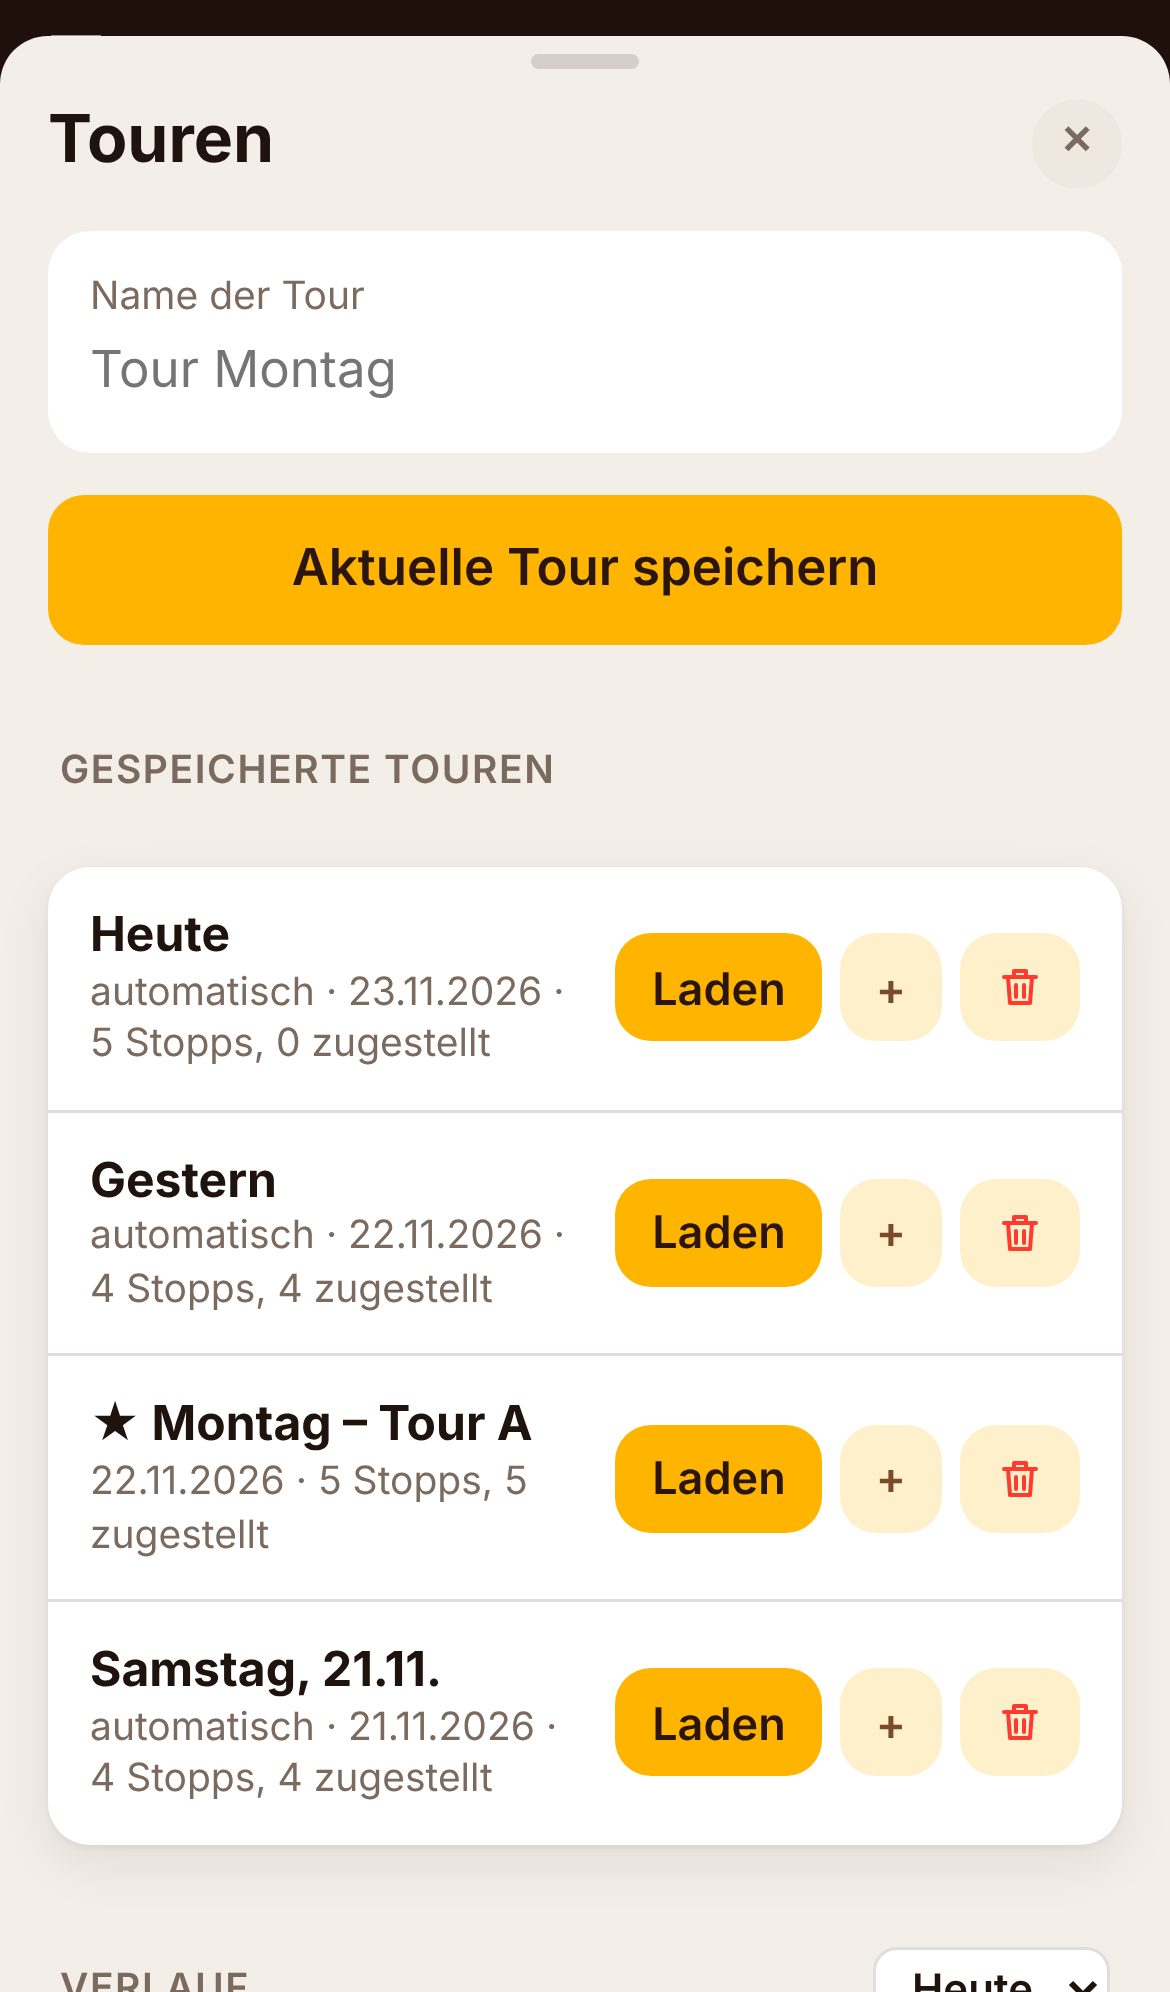 Touren
×
Name der Tour
Tour Montag
Aktuelle Tour speichern
GESPEICHERTE TOUREN
Heute
automatisch · 23.11.2026 ·
5 Stopps, 0 zugestellt
Laden
+
Gestern
automatisch · 22.11.2026 ·
4 Stopps, 4 zugestellt
Laden
+
★ Montag – Tour A
22.11.2026 · 5 Stopps, 5
zugestellt
Laden
+
Samstag, 21.11.
automatisch · 21.11.2026 ·
4 Stopps, 4 zugestellt
Laden
+
VERLAUF
Heute